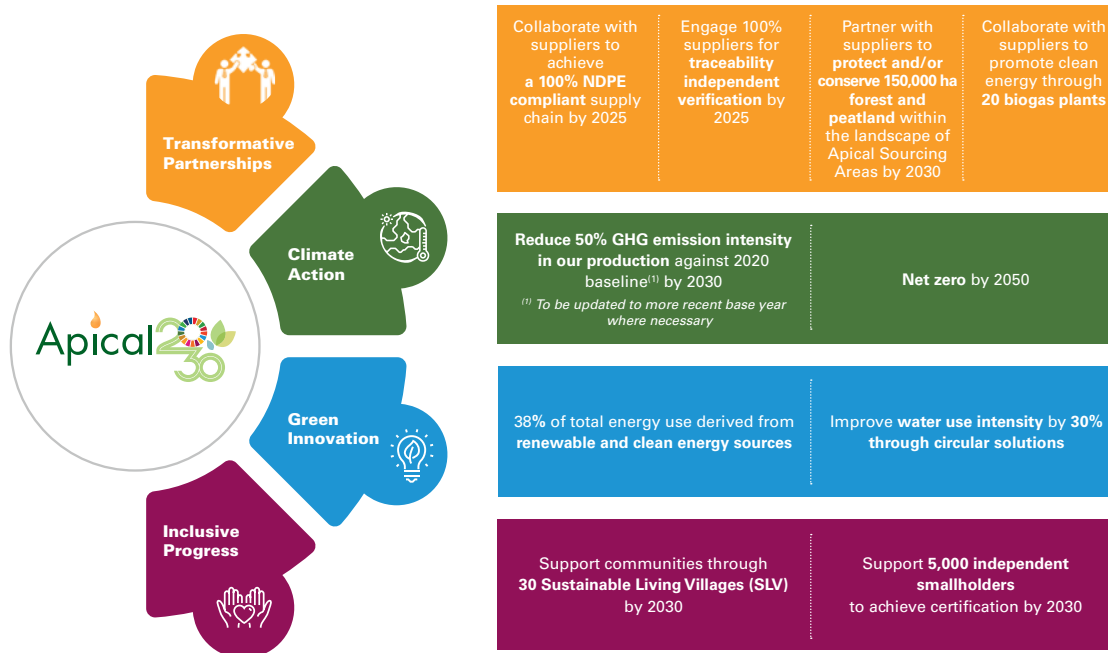 Transformative
Partnerships
Collaborate with
suppliers to
achieve
a 100% NDPE
compliant supply
chain by 2025
Engage 100%
suppliers for
traceability
independent
verification by
2025
Partner with
suppliers to
protect and/or
conserve 150,000 ha
forest and
peatland within
the landscape of
Apical Sourcing
Areas by 2030
Collaborate with
suppliers to
promote clean
energy through
20 biogas plants
Climate
Action
Reduce 50% GHG emission intensity
in our production against 2020
baseline(1) by 2030
(1) To be updated to more recent base year
where necessary
Net zero by 2050
Apical2030
Green
Innovation
38% of total energy use derived from
renewable and clean energy sources
Improve water use intensity by 30%
through circular solutions
Inclusive
Progress
Support communities through
30 Sustainable Living Villages (SLV)
by 2030
Support 5,000 independent
smallholders
to achieve certification by 2030